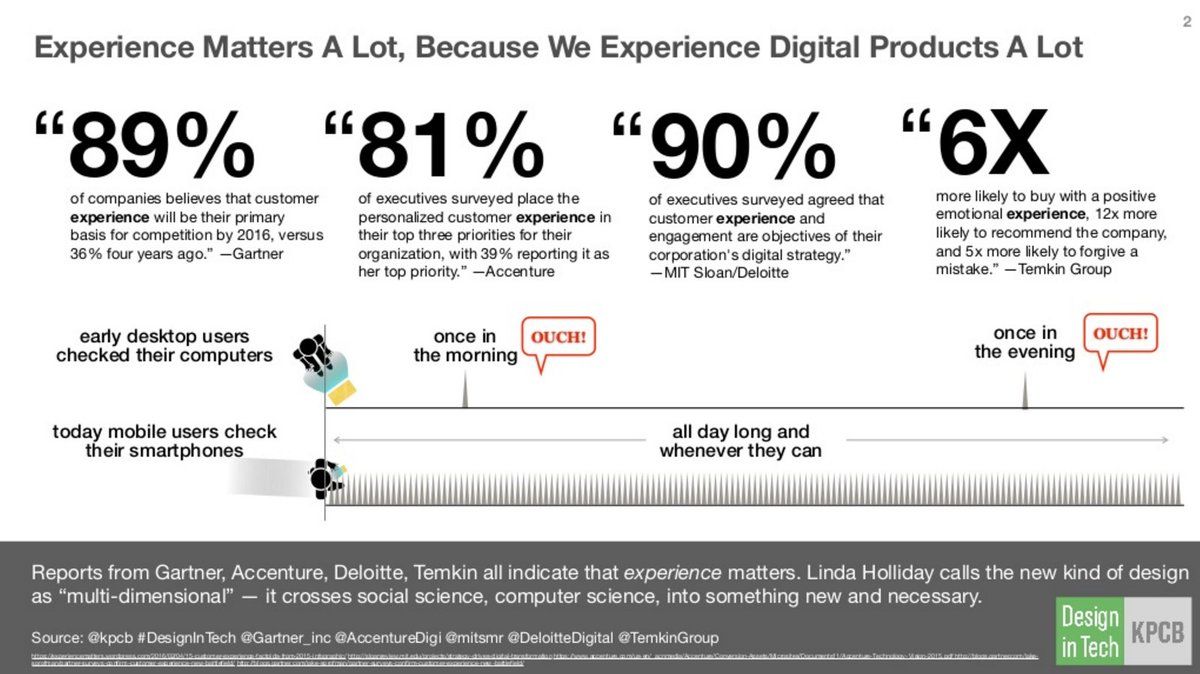 2
Experience Matters A Lot, Because We Experience Digital Products A Lot
“89%
of companies believes that customer
experience will be their primary
basis for competition by 2016, versus
36% four years ago.” —Gartner
“81%
of executives surveyed place the
personalized customer experience in
their top three priorities for their
organization, with 39% reporting it as
her top priority.” —Accenture
“90%
of executives surveyed agreed that
customer experience and
engagement are objectives of their
corporation's digital strategy.”
—MIT Sloan/Deloitte
“6X
more likely to buy with a positive
emotional experience, 12x more
likely to recommend the company,
and 5x more likely to forgive a
mistake.” —Temkin Group
early desktop users
checked their computers
once in
the morning
OUCH!
once in
the evening
OUCH!
today mobile users check
their smartphones
all day long and
whenever they can
Reports from Gartner, Accenture, Deloitte, Temkin all indicate that experience matters. Linda Holliday calls the new kind of design
as “multi-dimensional” — it crosses social science, computer science, into something new and necessary.
Source: @kpcb #DesignInTech @Gartner_inc @AccentureDigi @mitsmr @DeloitteDigital @TemkinGroup
Design
in Tech
KPCB